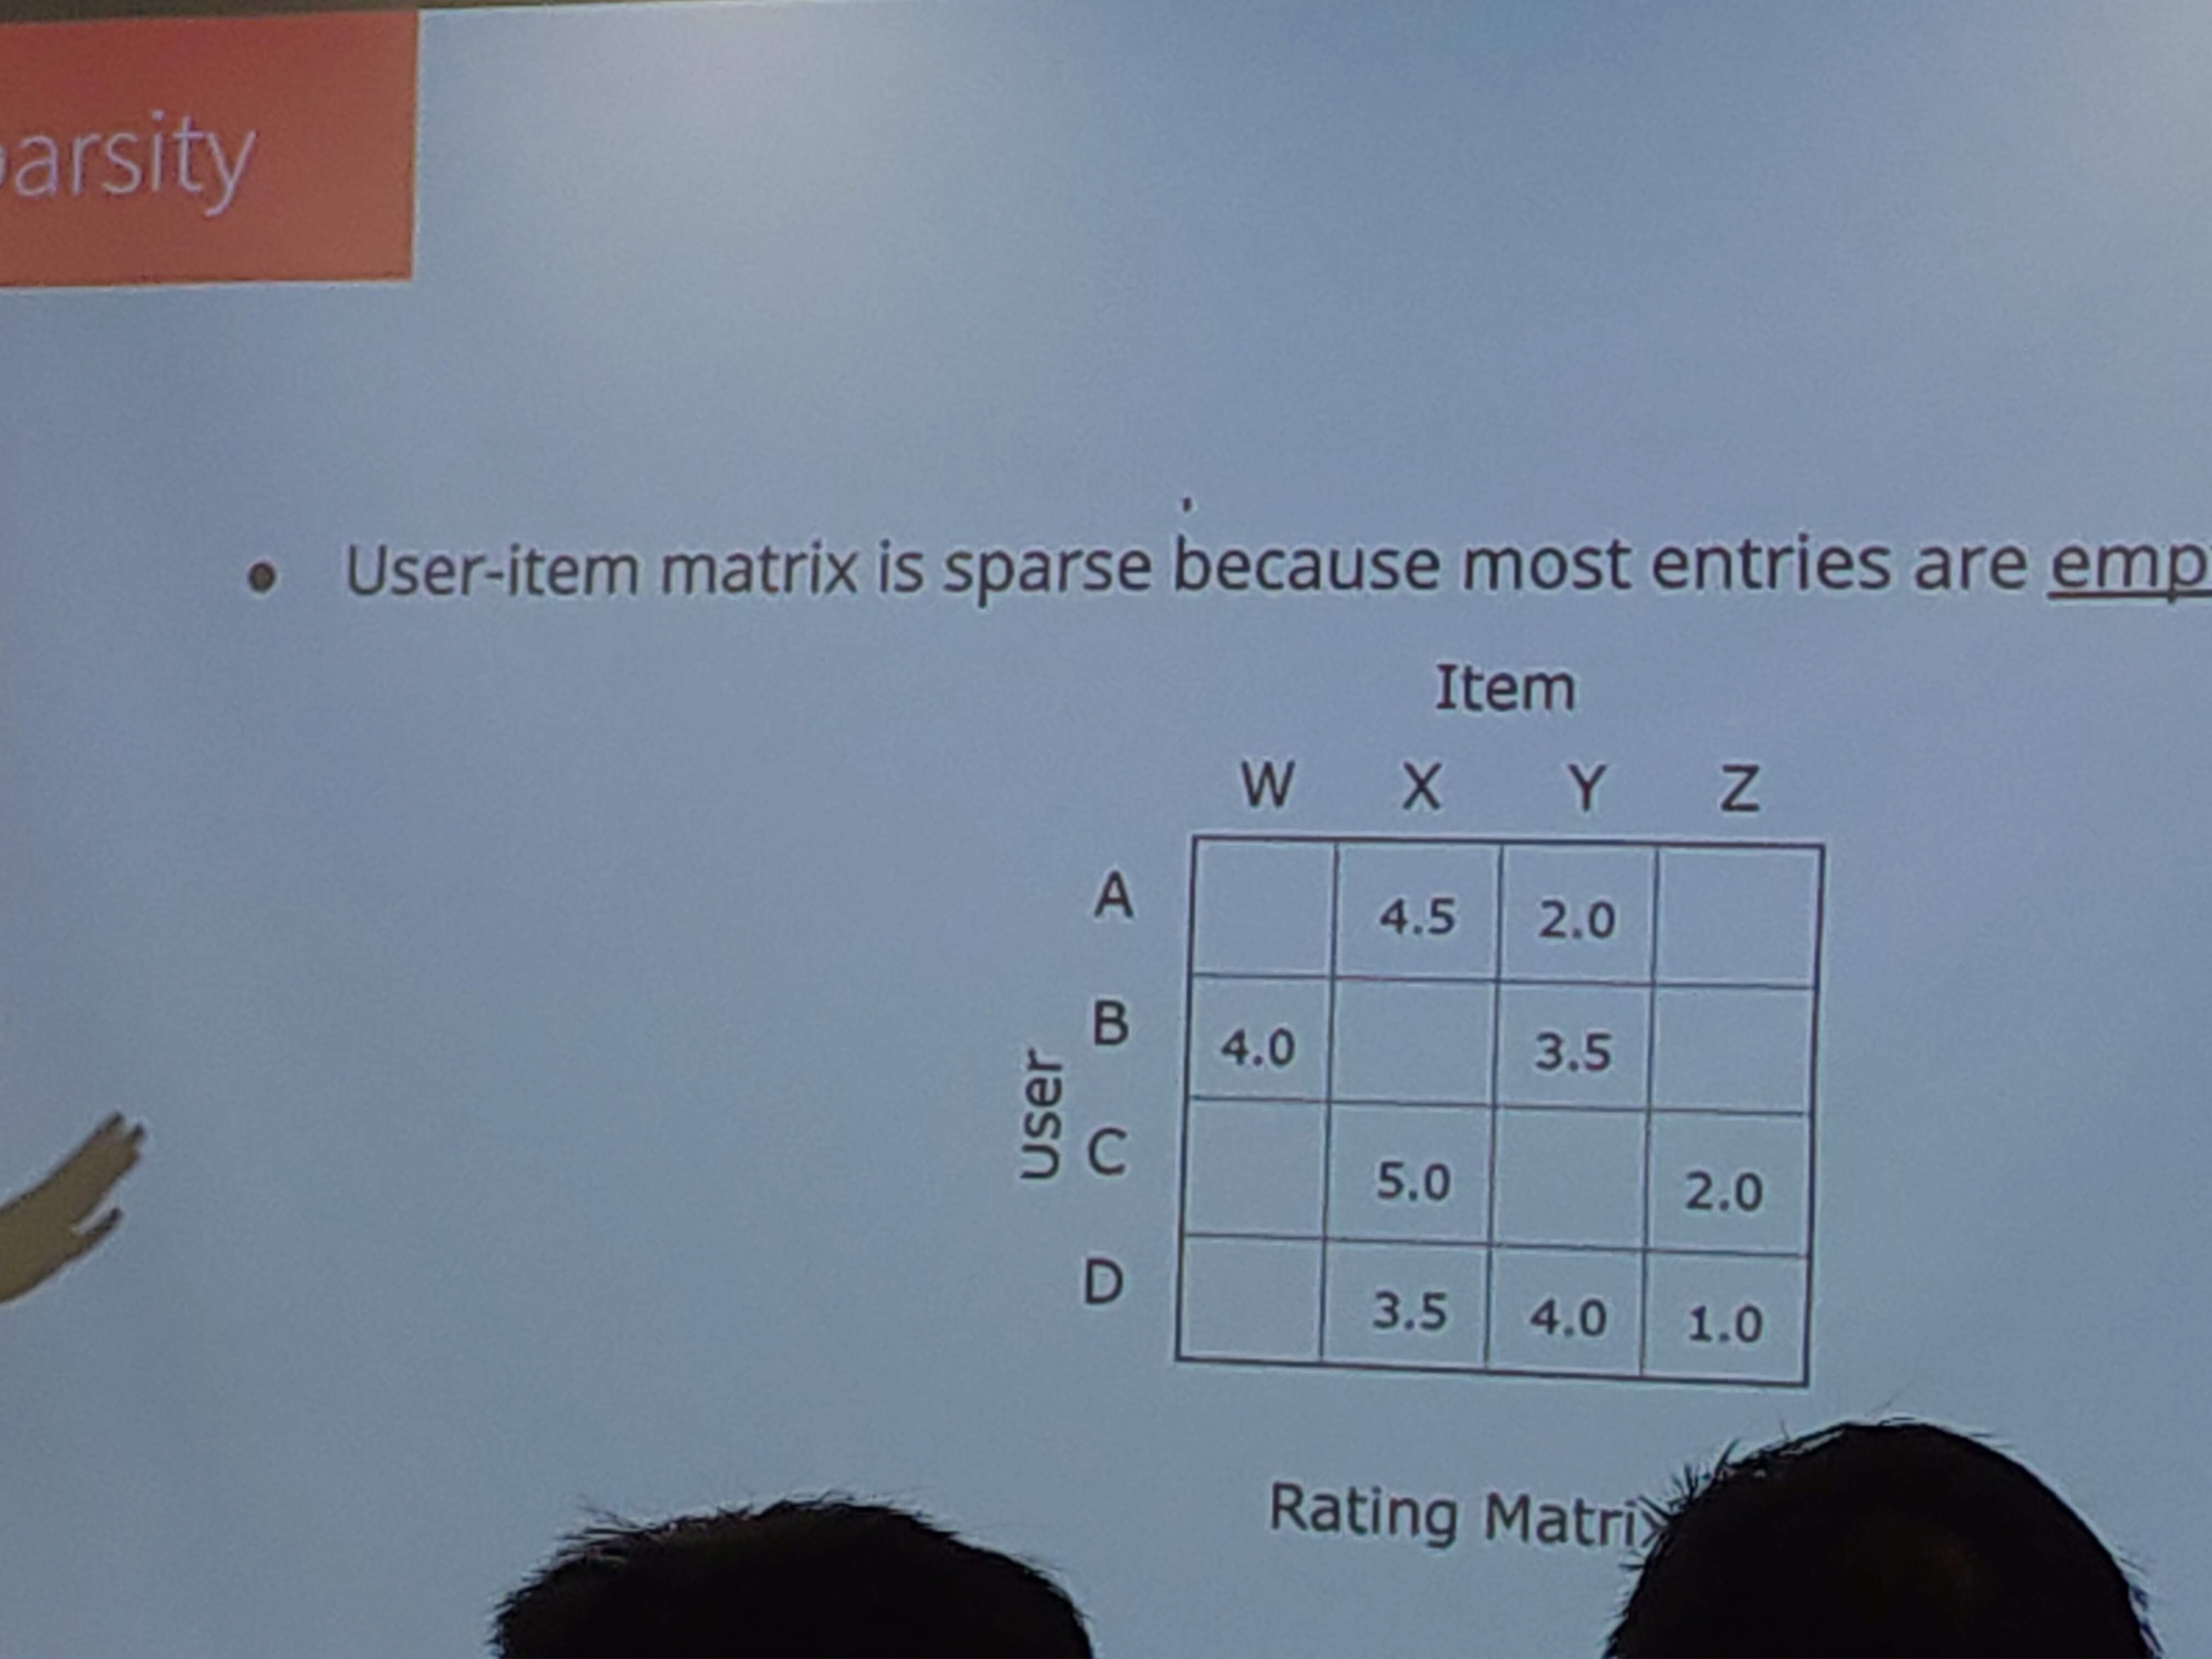 arsity
• User-item matrix is sparse because most entries are emp
Item
W X Y Z
A 4.5 2.0
B 4.0 3.5
User
C 5.0 2.0
D 3.5 4.0 1.0
Rating Matrix